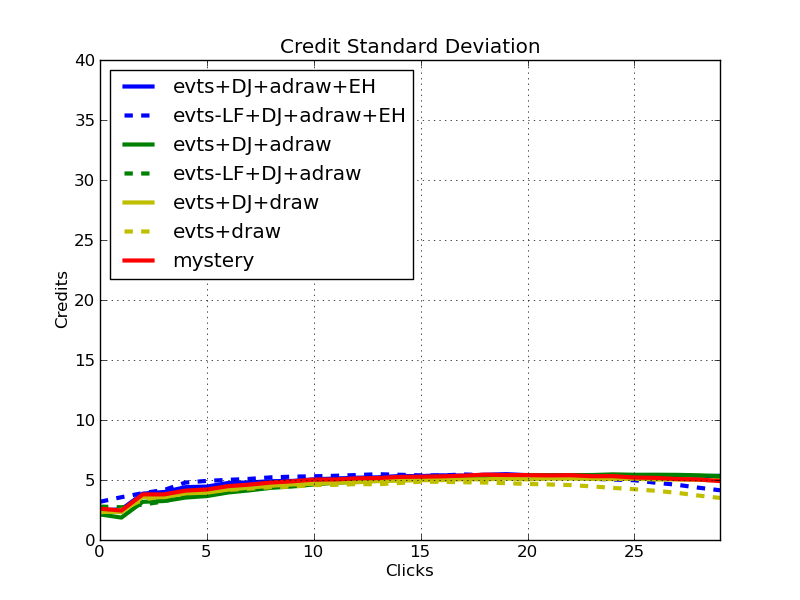 Credit Standard Deviation
40
35
30
25
20
15
10
5
0
Credits
evts+DJ+adraw+EH
evts-LF+DJ+adraw+EH
evts+DJ+adraw
evts-LF+DJ+adraw
evts+DJ+draw
evts+draw
mystery
0 5 10 15 20 25
Clicks